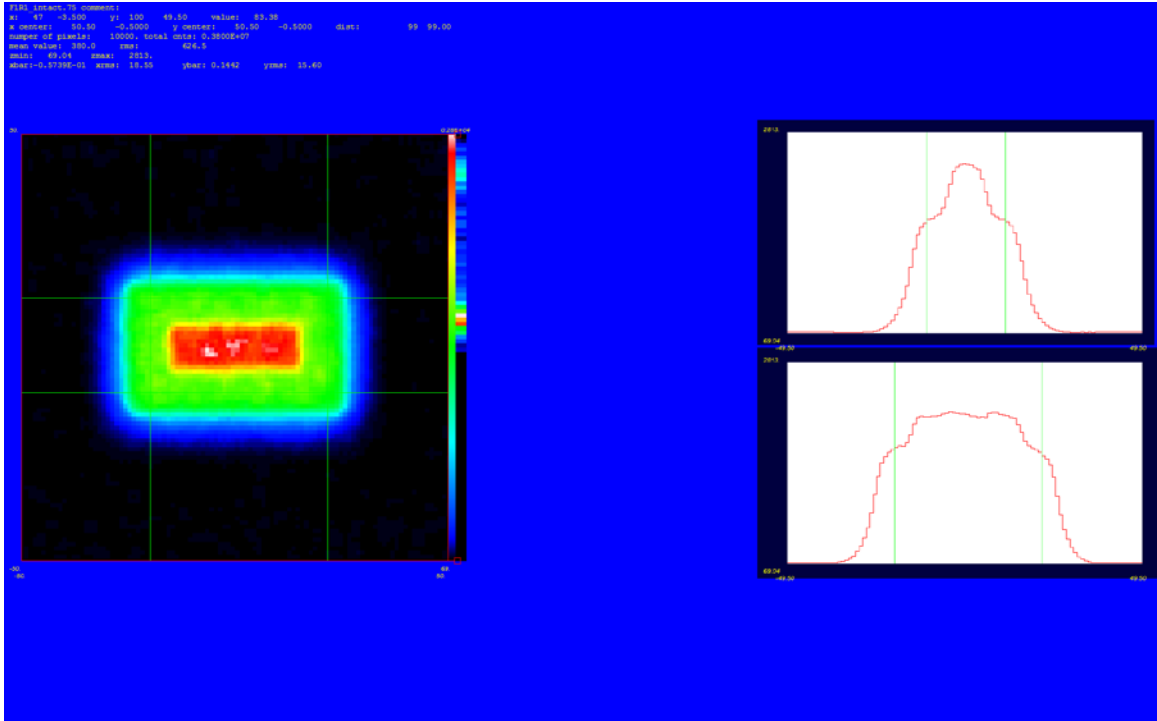 F1R1_intact.75 comment:
x: 47 -3.500 y: 100 49.50 value: 83.38
x center: 50.50 -0.5000 y center: 50.50 -0.5000 dist: 99 99.00
number of pixels: 10000. total cnts: 0.3800E+07
mean value: 380.0 rms: 626.5
zmin: 69.04 zmax: 2813.
xbar:-0.5739E-01 xrms: 18.55 ybar: 0.1442 yrms: 15.60
50 0.28E+04
2813.
69.04
-49.50 49.50
2813.
69.04
-49.50 49.50
-50 68
-50 50